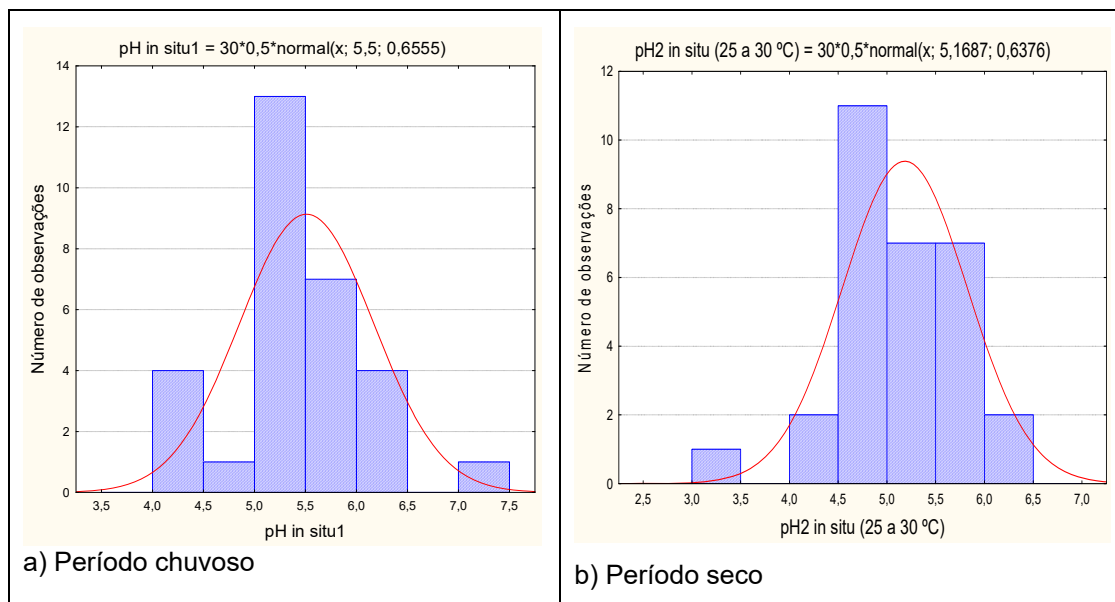 pH in situ1 = 30*0,5*normal(x; 5,5; 0,6555)
14
12
10
8
6
4
2
0
Número de observações
3,5 4,0 4,5 5,0 5,5 6,0 6,5 7,0 7,5
pH in situ1
a) Período chuvoso
pH2 in situ (25 a 30 ºC) = 30*0,5*normal(x; 5,1687; 0,6376)
12
10
8
6
4
2
0
Número de observações
2,5 3,0 3,5 4,0 4,5 5,0 5,5 6,0 6,5 7,0
pH2 in situ (25 a 30 ºC)
b) Período seco